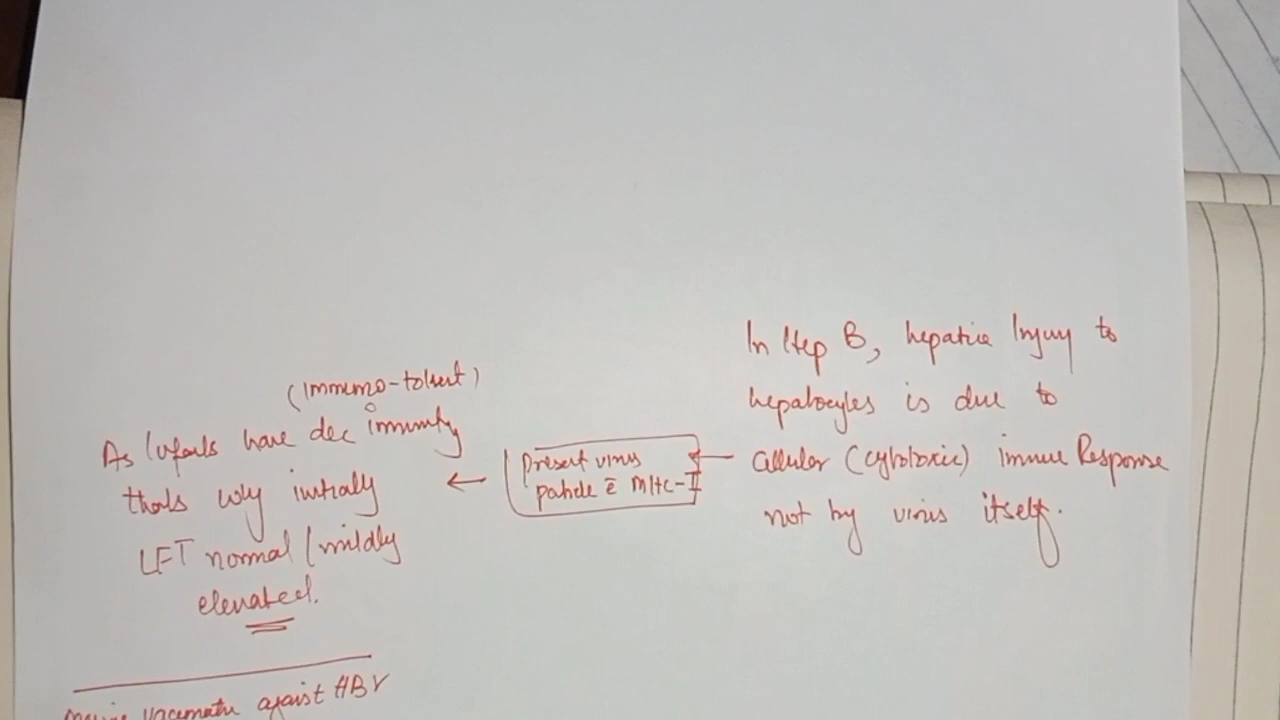 In Hep B, hepatic Injury to
hepatocytes is due to
cellular (cytotoxic) immune Response
not by virus itself.
Present virus
particle c̄ MHC-I
(Immuno-tolerant)
As Infants have dec immunity
thats why initially
LFT normal / mildly
elevated.
vaccination against HBV